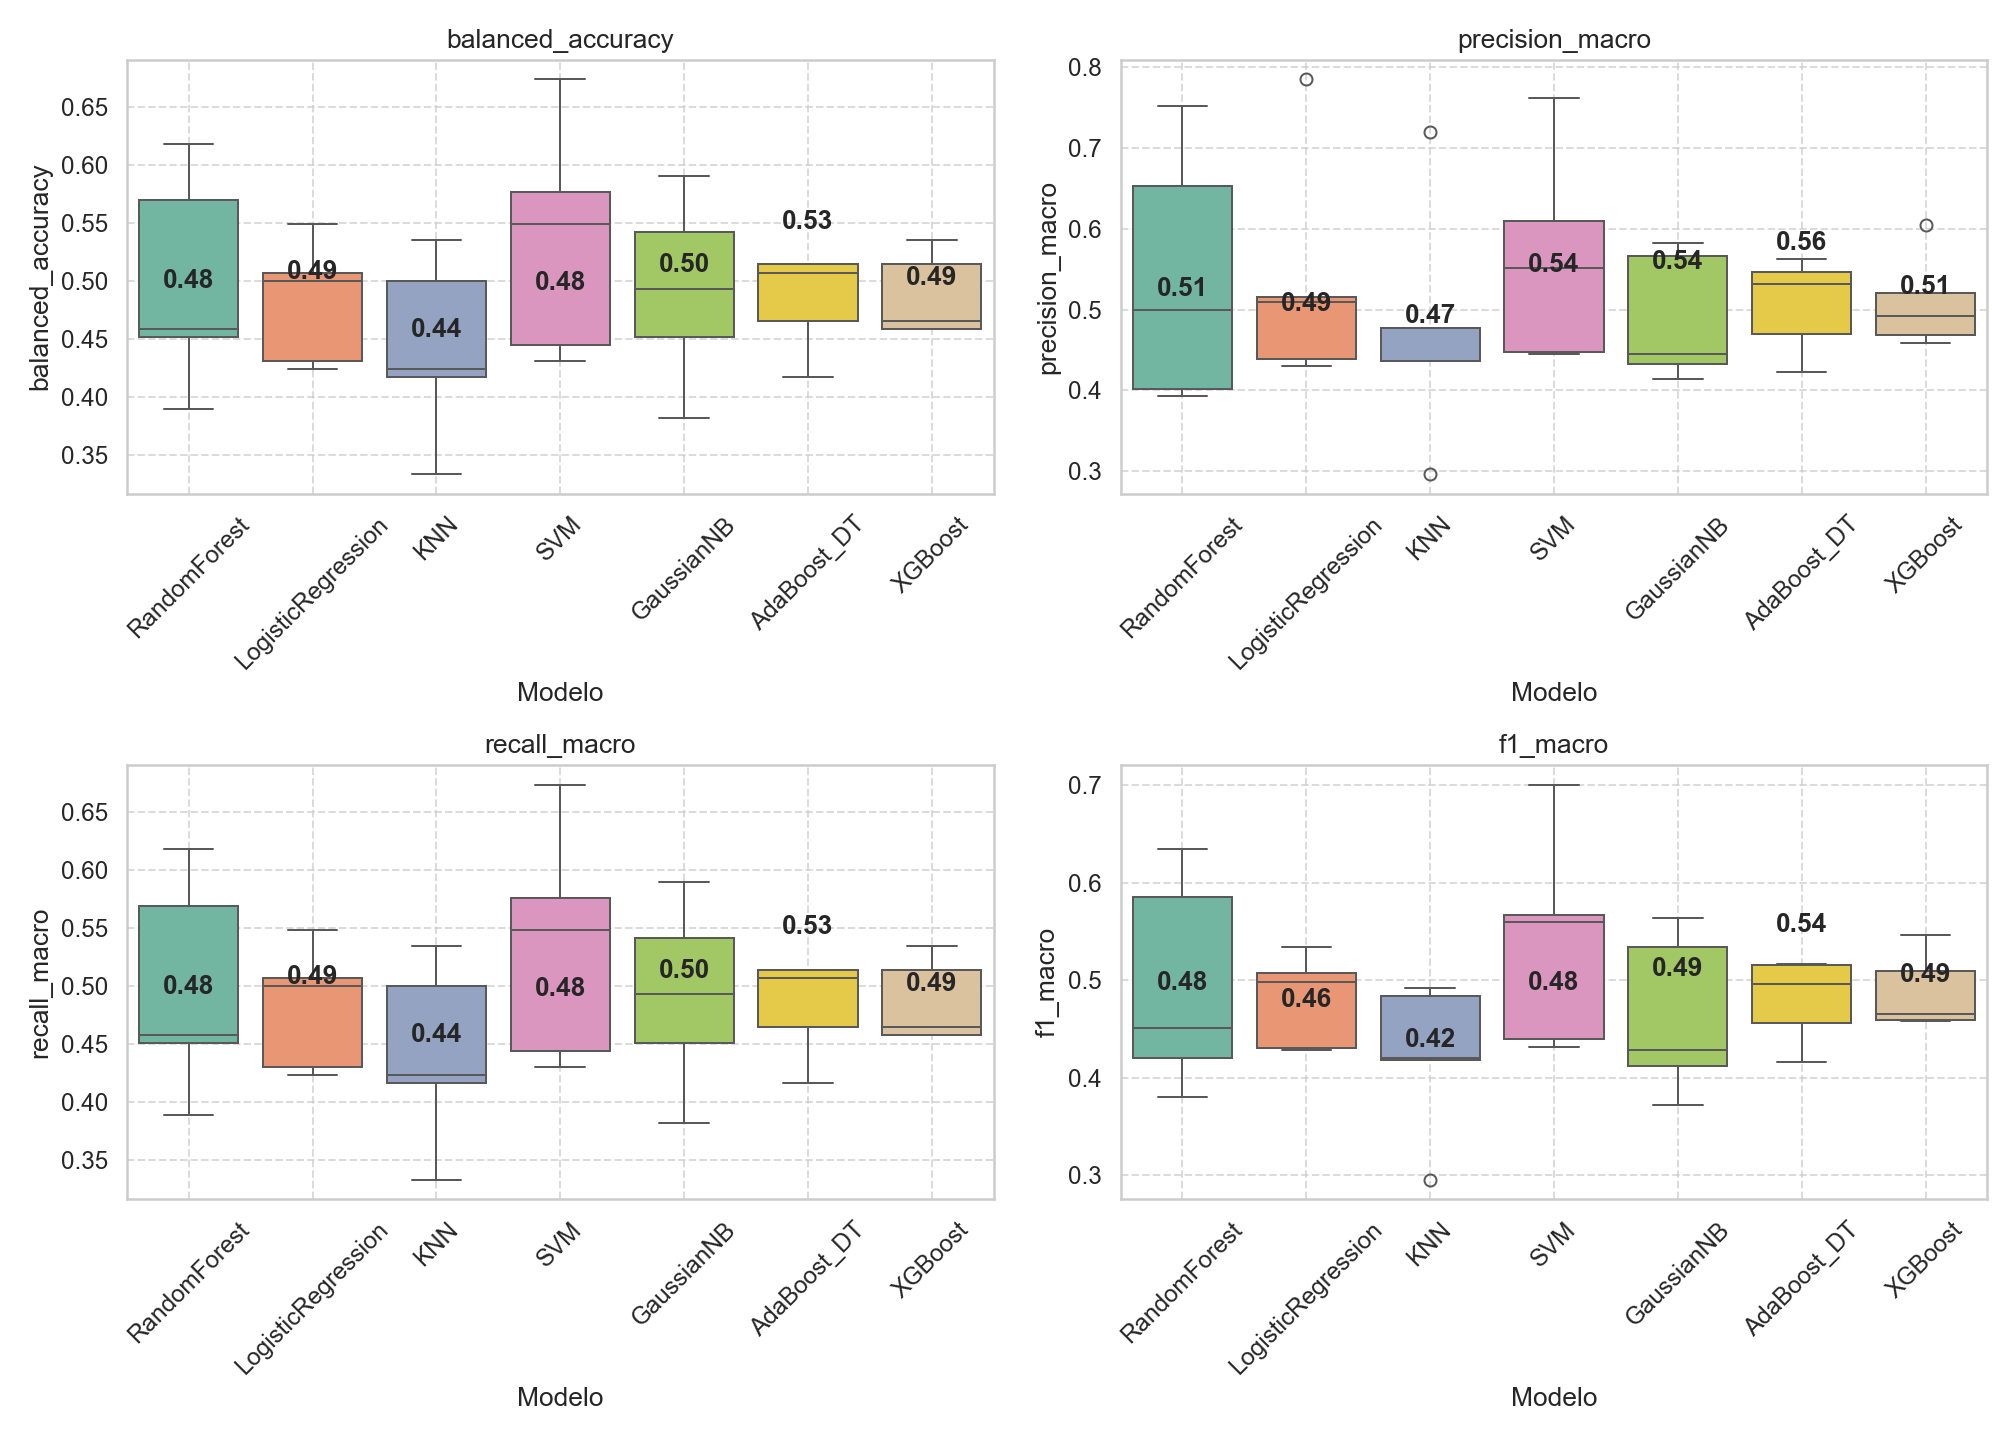 balanced_accuracy
balanced_accuracy
0.65
0.60
0.55
0.50
0.45
0.40
0.35
0.48
0.49
0.44
0.48
0.50
0.53
0.49
RandomForest
LogisticRegression
KNN
SVM
GaussianNB
AdaBoost_DT
XGBoost
Modelo
precision_macro
precision_macro
0.8
0.7
0.6
0.5
0.4
0.3
0.51
0.49
0.47
0.54
0.54
0.56
0.51
RandomForest
LogisticRegression
KNN
SVM
GaussianNB
AdaBoost_DT
XGBoost
Modelo
recall_macro
recall_macro
0.65
0.60
0.55
0.50
0.45
0.40
0.35
0.48
0.49
0.44
0.48
0.50
0.53
0.49
RandomForest
LogisticRegression
KNN
SVM
GaussianNB
AdaBoost_DT
XGBoost
Modelo
f1_macro
f1_macro
0.7
0.6
0.5
0.4
0.3
0.48
0.46
0.42
0.48
0.49
0.54
0.49
RandomForest
LogisticRegression
KNN
SVM
GaussianNB
AdaBoost_DT
XGBoost
Modelo